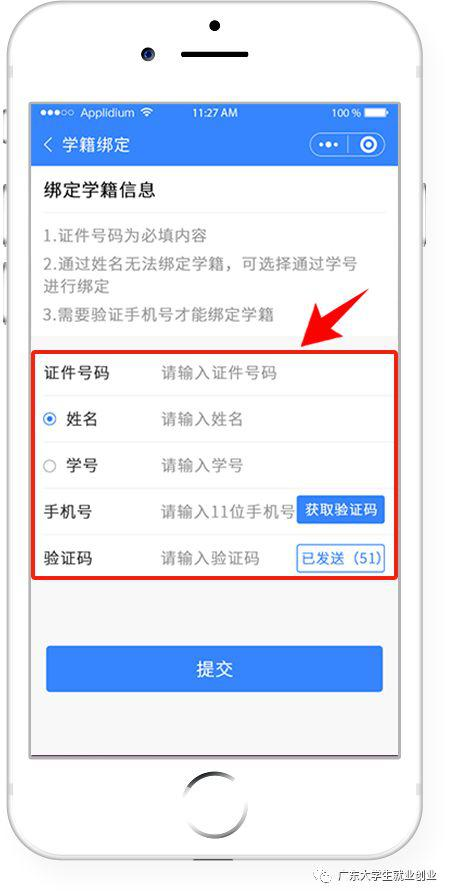 Applidium 11:27 AM 100 %
学籍绑定
绑定学籍信息
1.证件号码为必填内容
2.通过姓名无法绑定学籍，可选择通过学号
进行绑定
3.需要验证手机号才能绑定学籍
证件号码 请输入证件号码
姓名 请输入姓名
学号 请输入学号
手机号 请输入11位手机号 获取验证码
验证码 请输入验证码 已发送（51）
提交
广东大学生就业创业